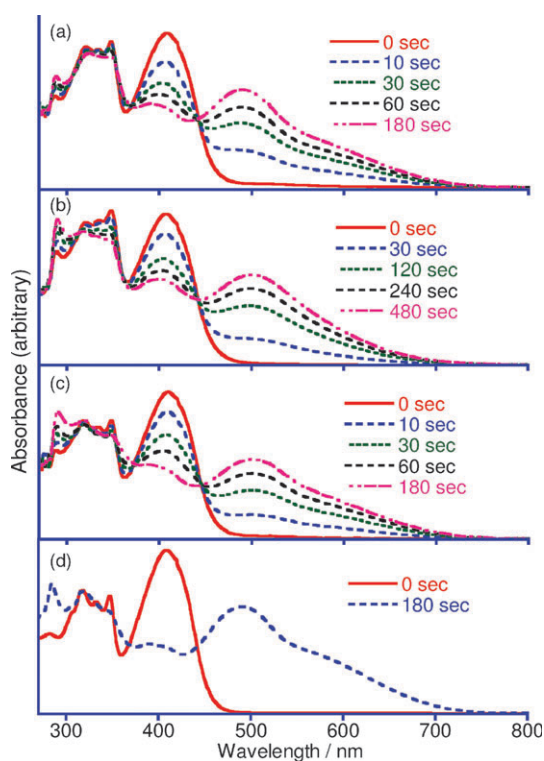 (a)
0 sec
10 sec
30 sec
60 sec
180 sec
(b)
0 sec
30 sec
120 sec
240 sec
480 sec
(c)
0 sec
10 sec
30 sec
60 sec
180 sec
(d)
0 sec
180 sec
Absorbance (arbitrary)
300 400 500 600 700 800
Wavelength / nm